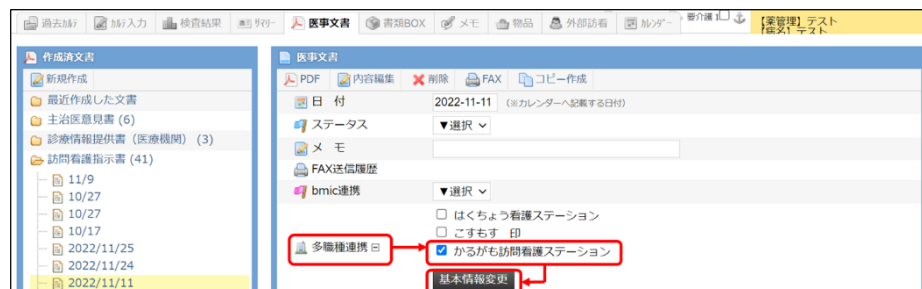 過去カルテ カルテ入力 検査結果 サマリー 医事文書 書類BOX メモ 物品 外部訪看 カレンダー 要介護1 【薬管理】テスト
【病名】テスト
作成済文書
新規作成
最近作成した文書
主治医意見書 (6)
診療情報提供書（医療機関） (3)
訪問看護指示書 (41)
11/9
10/27
10/27
10/17
2022/11/25
2022/11/24
2022/11/11
医事文書
PDF 内容編集 削除 FAX コピー作成
日 付 2022-11-11 (※カレンダーへ記載する日付)
ステータス ▼選択
メ モ
FAX送信履歴
bmic連携 ▼選択
はくちょう看護ステーション
こすもす 印
多職種連携 かるがも訪問看護ステーション
基本情報変更